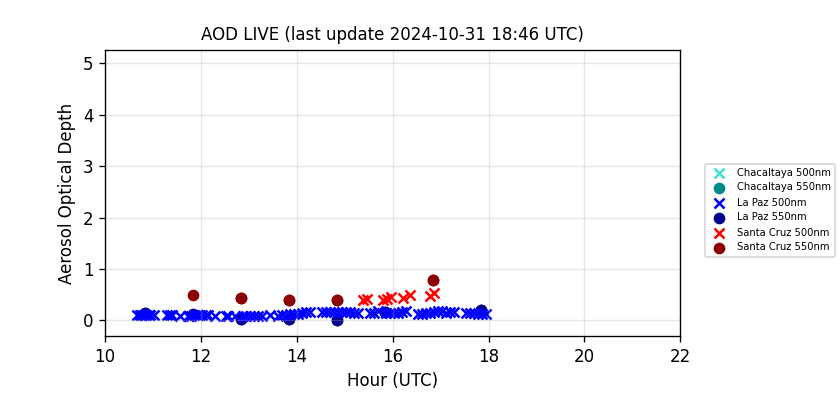 AOD LIVE (last update 2024-10-31 18:46 UTC)
Aerosol Optical Depth
5
4
3
2
1
0
10 12 14 16 18 20 22
Hour (UTC)
Chacaltaya 500nm
Chacaltaya 550nm
La Paz 500nm
La Paz 550nm
Santa Cruz 500nm
Santa Cruz 550nm